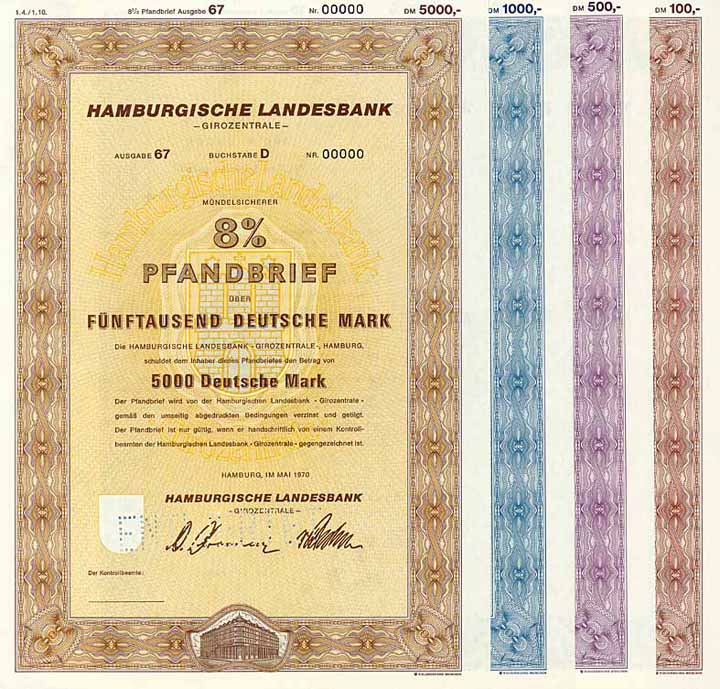 1.4./1.10. 8% Pfandbrief Ausgabe 67 Nr. 00000 DM 5000,- DM 1000,- DM 500,- DM 100,-
HAMBURGISCHE LANDESBANK
–GIROZENTRALE–
AUSGABE 67 BUCHSTABE D NR. 00000
Hamburgische Landesbank
MÜNDELSICHERER
8%
PFANDBRIEF
ÜBER
FÜNFTAUSEND DEUTSCHE MARK
Die HAMBURGISCHE LANDESBANK - GIROZENTRALE -, HAMBURG,
schuldet dem Inhaber dieses Pfandbriefes den Betrag von
5000 Deutsche Mark
Der Pfandbrief wird von der Hamburgischen Landesbank - Girozentrale -
gemäß den umseitig abgedruckten Bedingungen verzinst und getilgt.
Der Pfandbrief ist nur gültig, wenn er handschriftlich von einem Kontroll-
beamten der Hamburgischen Landesbank - Girozentrale - gegengezeichnet ist.
Girozentrale
HAMBURG, IM MAI 1970
HAMBURGISCHE LANDESBANK
–GIROZENTRALE–
Der Kontrollbeamte: